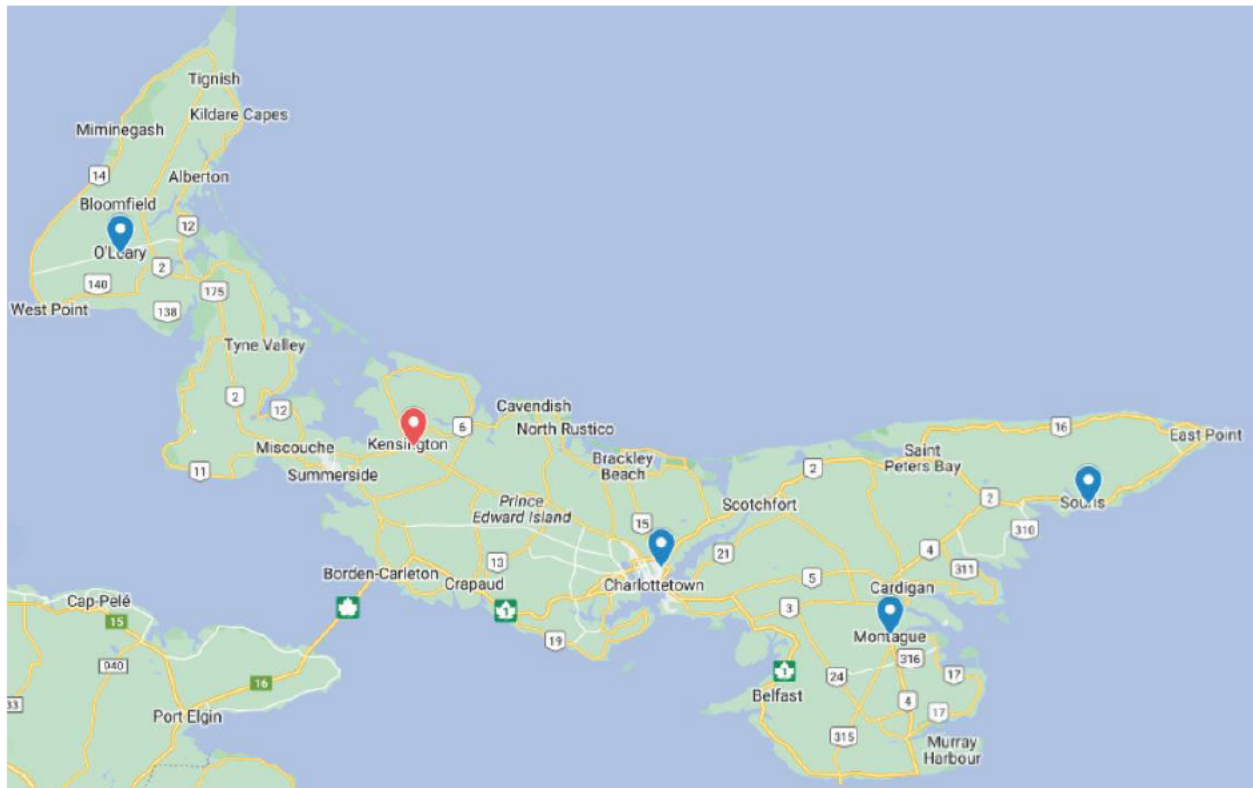 Tignish
Kildare Capes
Miminegash
14
Alberton
Bloomfield
12
O'Leary
2
140
175
West Point
138
Tyne Valley
2
12
Cavendish
6
North Rustico
16
East Point
Kensington
Miscouche
11
Summerside
Brackley
Beach
Saint
Peters Bay
2
2
Souris
Prince
Edward Island
Scotchfort
15
310
21
4
13
311
Borden-Carleton
Crapaud
Charlottetown
5
Cardigan
Cap-Pelé
15
1
3
19
Montague
316
040
16
1
24
17
Belfast
4
33
Port Elgin
17
315
Murray
Harbour